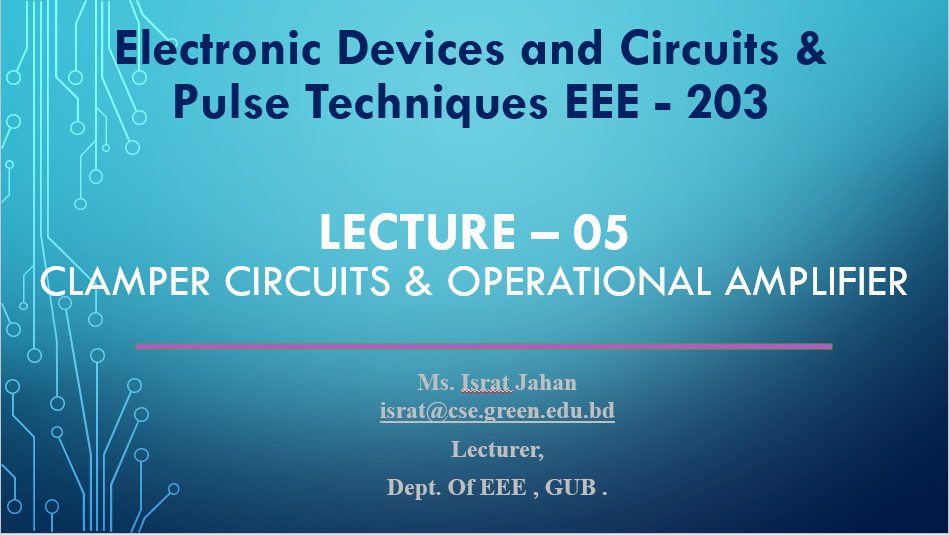 Electronic Devices and Circuits &
Pulse Techniques EEE - 203
LECTURE – 05
CLAMPER CIRCUITS & OPERATIONAL AMPLIFIER
Ms. Israt Jahan
israt@cse.green.edu.bd
Lecturer,
Dept. Of EEE , GUB .